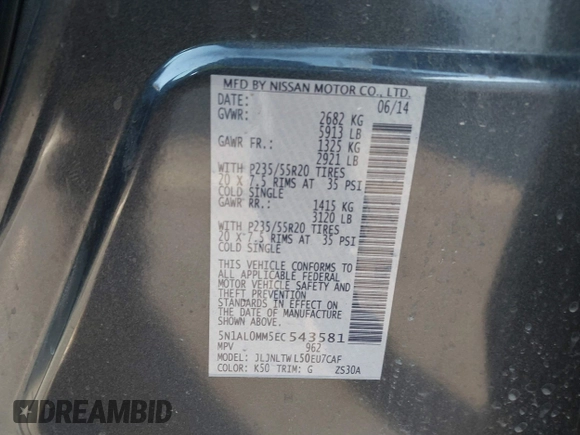 MFD BY NISSAN MOTOR CO., LTD.
DATE: 06/14
GVWR: 2682 KG
5913 LB
GAWR FR.: 1325 KG
2921 LB
WITH P235/55R20 TIRES
20 X 7.5 RIMS AT 35 PSI
COLD SINGLE
GAWR RR.: 1415 KG
3120 LB
WITH P235/55R20 TIRES
20 X 7.5 RIMS AT 35 PSI
COLD SINGLE
THIS VEHICLE CONFORMS TO
ALL APPLICABLE FEDERAL
MOTOR VEHICLE SAFETY AND
THEFT PREVENTION
STANDARDS IN EFFECT ON
THE DATE OF MANUFACTURE
SHOWN ABOVE.
5N1AL0MM5EC543581
MPV 962
MODEL: JLJNLTWL50EU7CAF
COLOR: K50 TRIM: G ZS30A
DREAMBID